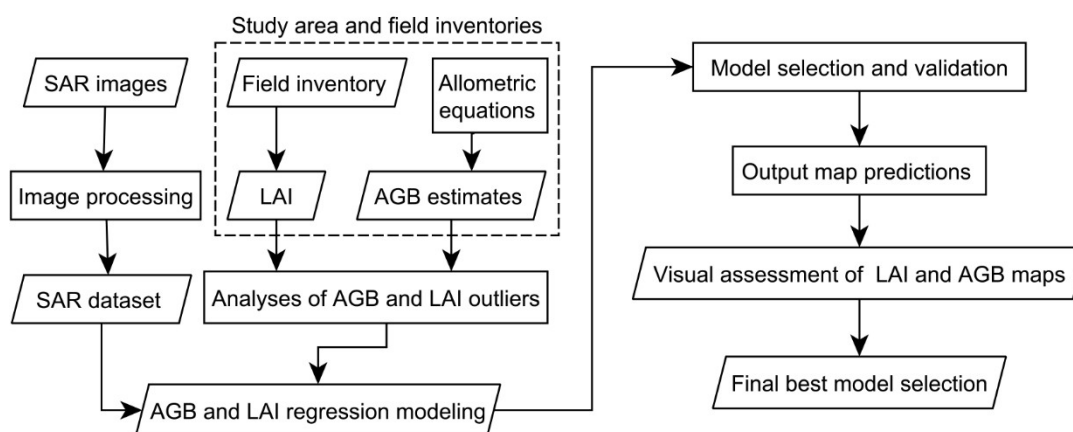 Study area and field inventories
SAR images
Field inventory
Allometric
equations
Image processing
LAI
AGB estimates
SAR dataset
Analyses of AGB and LAI outliers
AGB and LAI regression modeling
Model selection and validation
Output map predictions
Visual assessment of LAI and AGB maps
Final best model selection